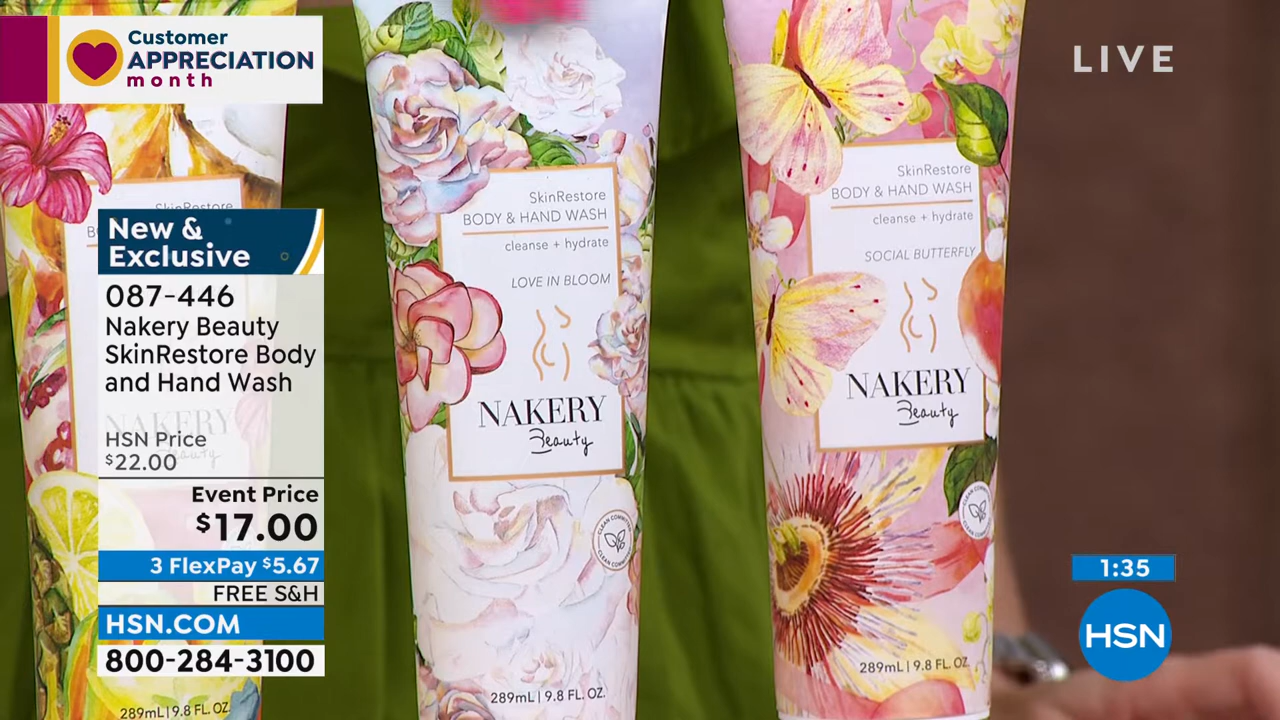 Customer
APPRECIATION
month
LIVE
New &
Exclusive
087-446
Nakery Beauty
SkinRestore Body
and Hand Wash
HSN Price
$22.00
Event Price
$17.00
3 FlexPay $5.67
FREE S&H
HSN.COM
800-284-3100
SkinRestore
NAKERY
Beauty
289mL | 9.8 FL. OZ.
SkinRestore
BODY & HAND WASH
cleanse + hydrate
LOVE IN BLOOM
NAKERY
Beauty
289mL | 9.8 FL. OZ.
SkinRestore
BODY & HAND WASH
cleanse + hydrate
SOCIAL BUTTERFLY
NAKERY
Beauty
289mL | 9.8 FL. OZ.
1:35
HSN